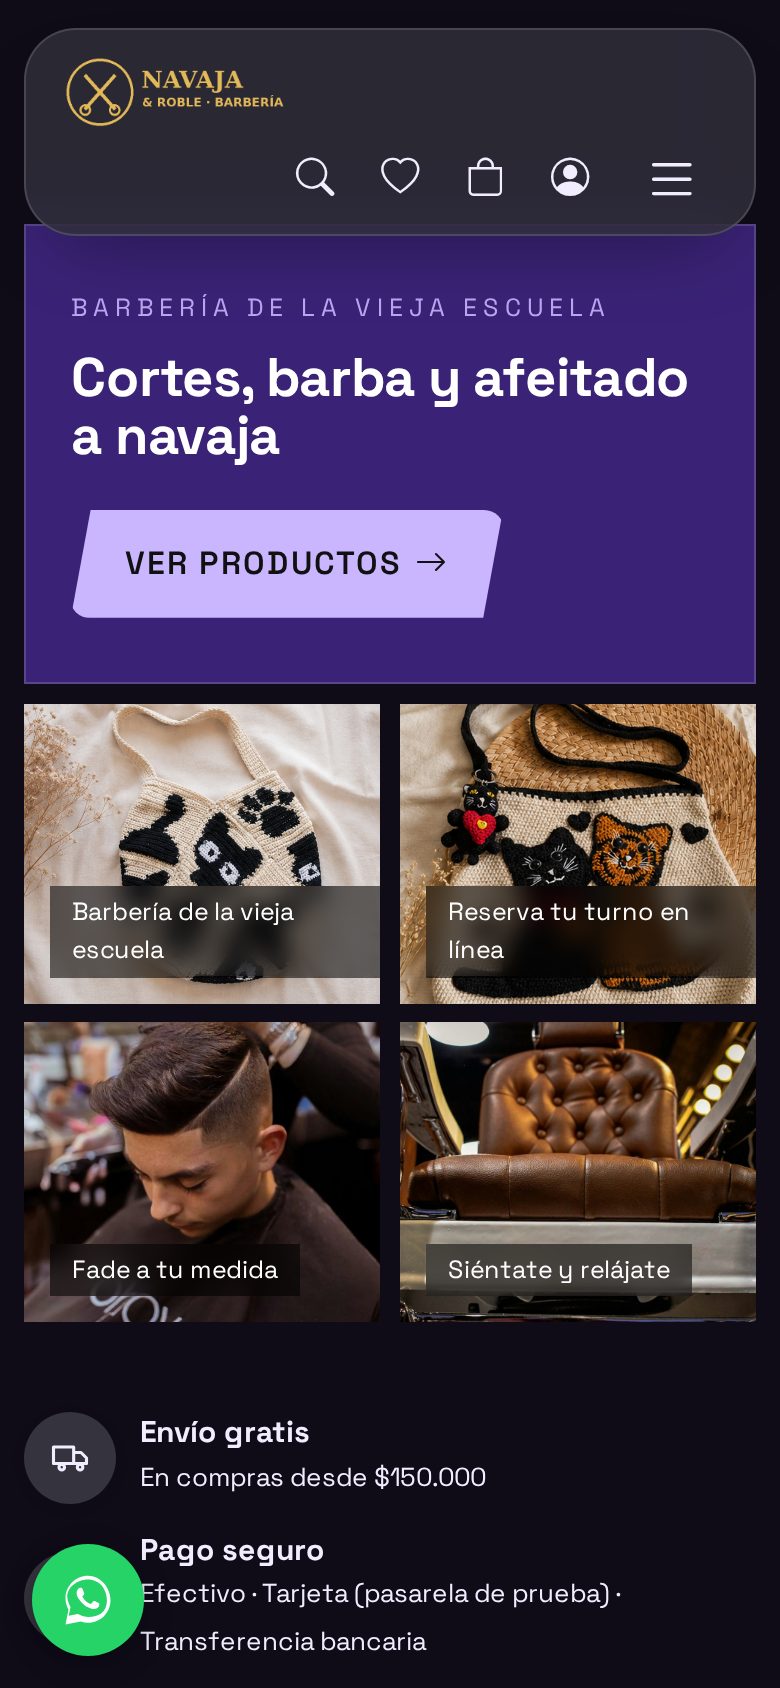 NAVAJA
& ROBLE · BARBERÍA
BARBERÍA DE LA VIEJA ESCUELA
Cortes, barba y afeitado
a navaja
VER PRODUCTOS →
Barbería de la vieja
escuela
Reserva tu turno en
línea
Fade a tu medida
Siéntate y relájate
Envío gratis
En compras desde $150.000
Pago seguro
Efectivo · Tarjeta (pasarela de prueba) ·
Transferencia bancaria